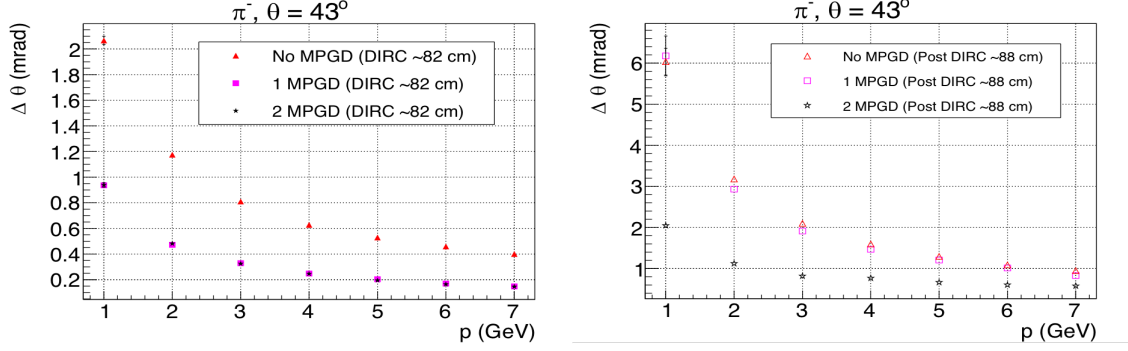 π⁻, θ = 43°
Δ θ (mrad)
2
1.8
1.6
1.4
1.2
1
0.8
0.6
0.4
0.2
No MPGD (DIRC ~82 cm)
1 MPGD (DIRC ~82 cm)
2 MPGD (DIRC ~82 cm)
1 2 3 4 5 6 7
p (GeV)
π⁻, θ = 43°
Δ θ (mrad)
6
5
4
3
2
1
No MPGD (Post DIRC ~88 cm)
1 MPGD (Post DIRC ~88 cm)
2 MPGD (Post DIRC ~88 cm)
1 2 3 4 5 6 7
p (GeV)